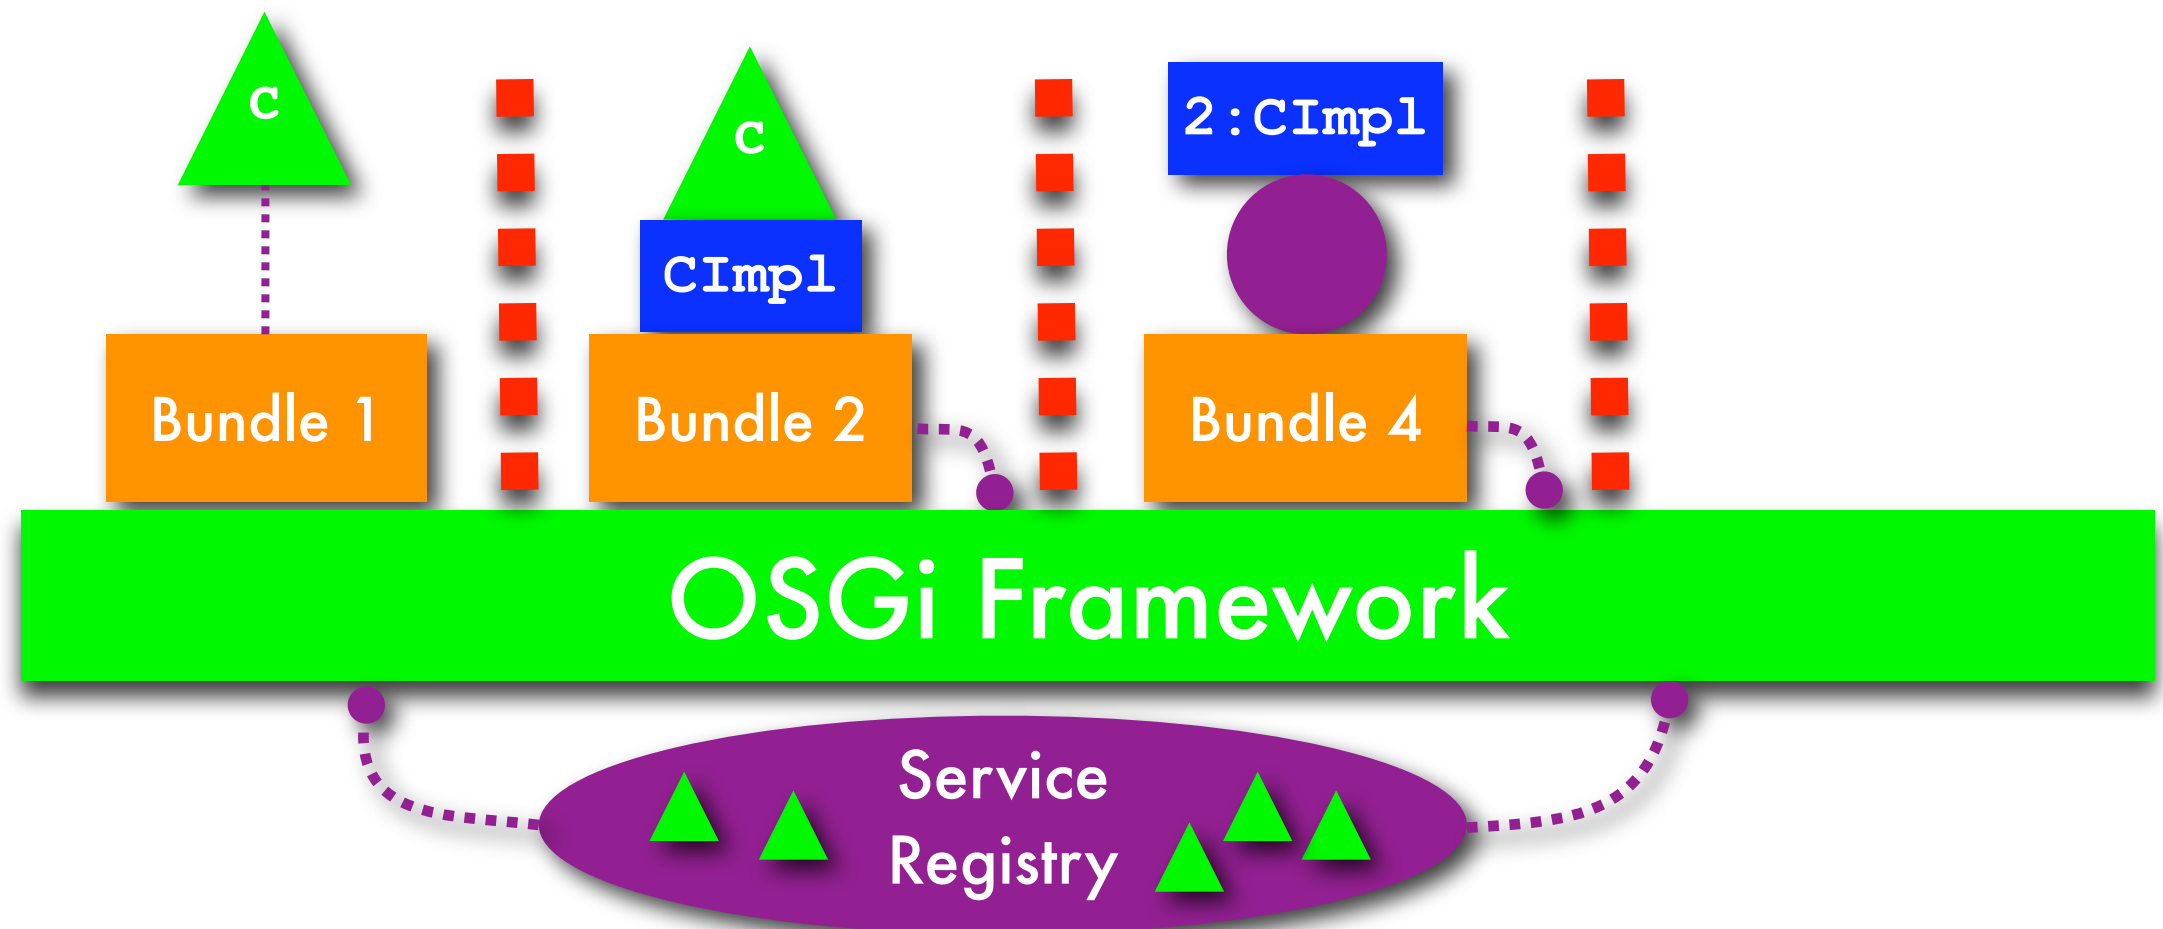 C
C
2:CImpl
CImpl
Bundle 1
Bundle 2
Bundle 4
OSGi Framework
Service
Registry